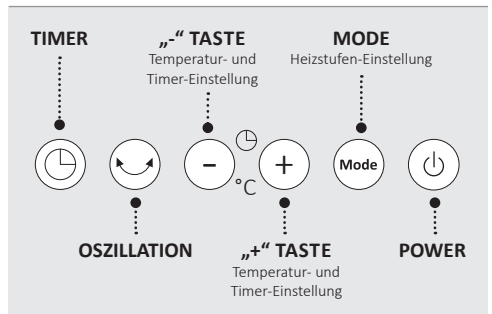 TIMER
„-“ TASTE
Temperatur- und
Timer-Einstellung
MODE
Heizstufen-Einstellung
-
°C
+
Mode
OSZILLATION
„+“ TASTE
Temperatur- und
Timer-Einstellung
POWER